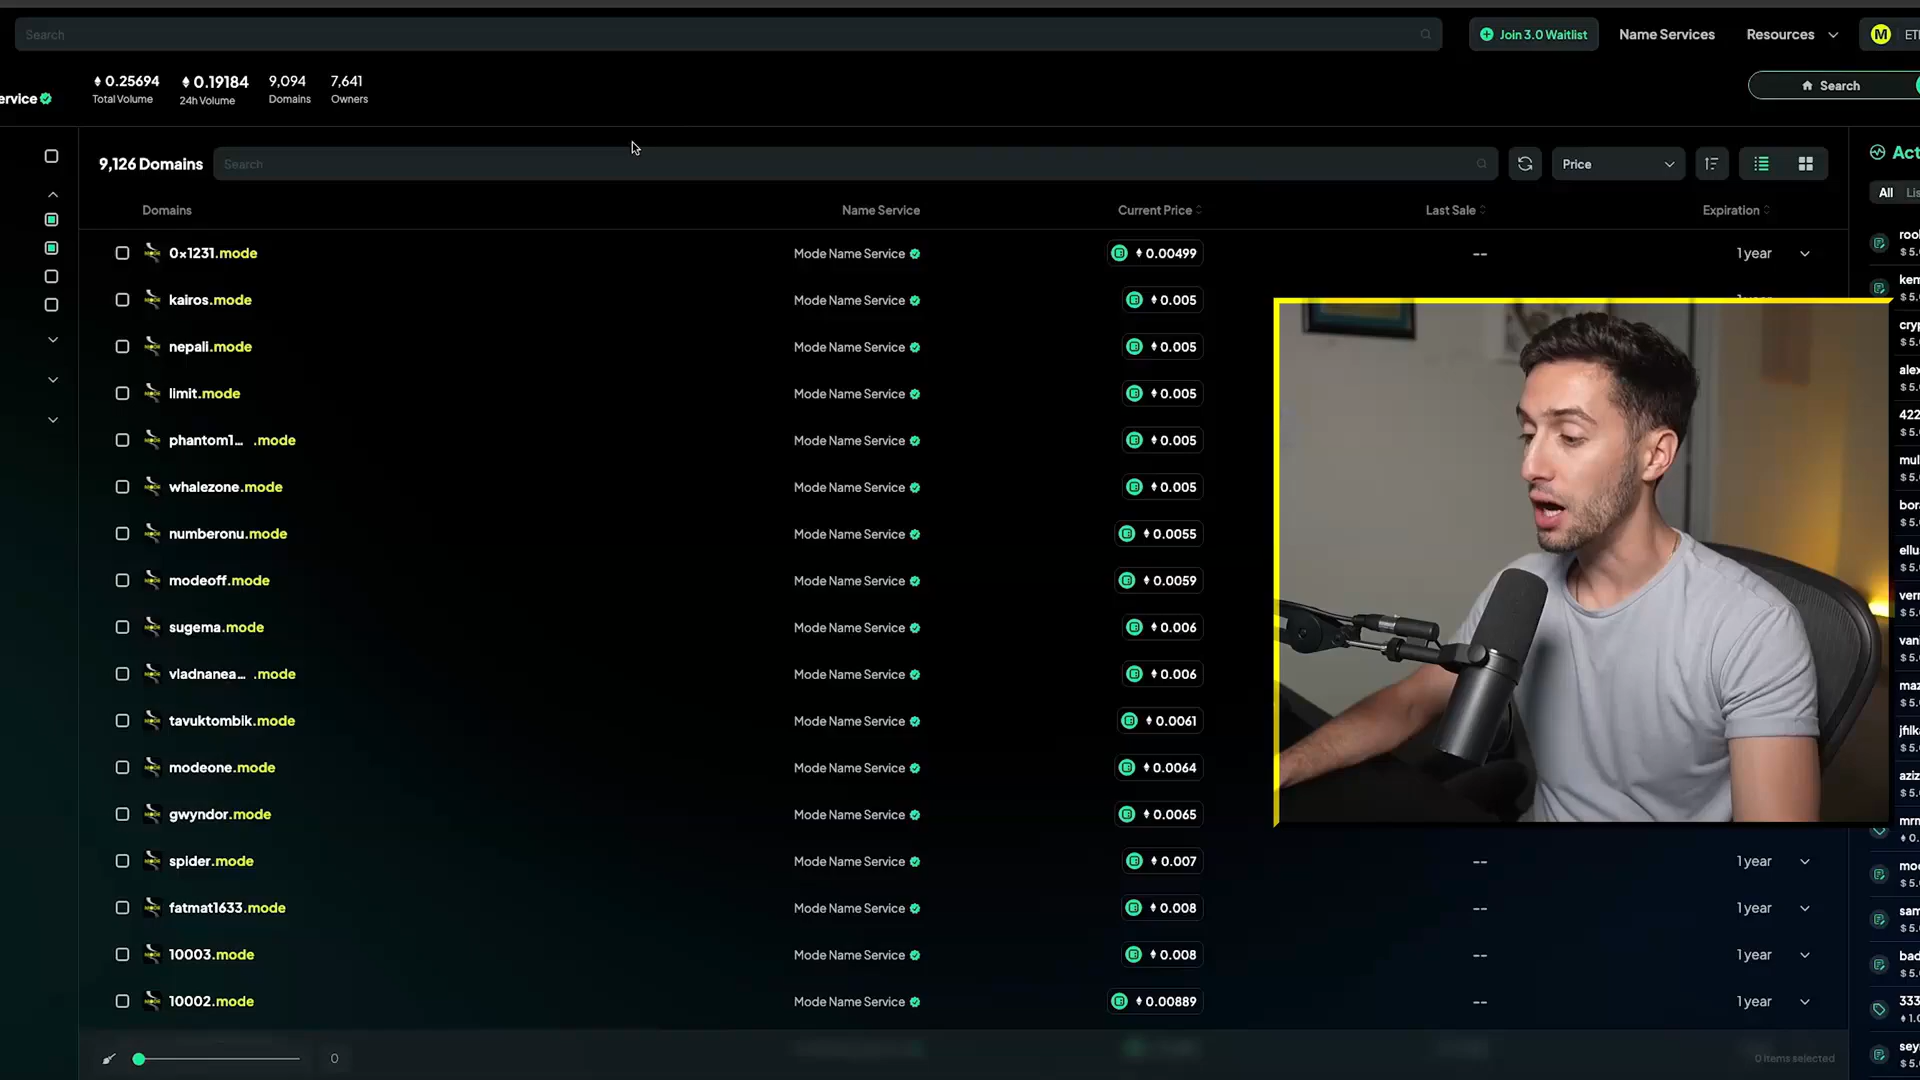 Search
Join 3.0 Waitlist
Name Services
Resources
M
0.25694
Total Volume
0.19184
24h Volume
9,094
Domains
7,641
Owners
Search
9,126 Domains
Search
Price
All
Domains
Name Service
Current Price
Last Sale
Expiration
0x1231.mode
Mode Name Service
0.00499
--
1 year
kairos.mode
Mode Name Service
0.005
nepali.mode
Mode Name Service
0.005
limit.mode
Mode Name Service
0.005
phantom1... .mode
Mode Name Service
0.005
whalezone.mode
Mode Name Service
0.005
numberonu.mode
Mode Name Service
0.0055
modeoff.mode
Mode Name Service
0.0059
sugema.mode
Mode Name Service
0.006
vladnanea... .mode
Mode Name Service
0.006
tavuktombik.mode
Mode Name Service
0.0061
modeone.mode
Mode Name Service
0.0064
gwyndor.mode
Mode Name Service
0.0065
spider.mode
Mode Name Service
0.007
--
1 year
fatmat1633.mode
Mode Name Service
0.008
--
1 year
10003.mode
Mode Name Service
0.008
--
1 year
10002.mode
Mode Name Service
0.00889
--
1 year
0
0 items selected